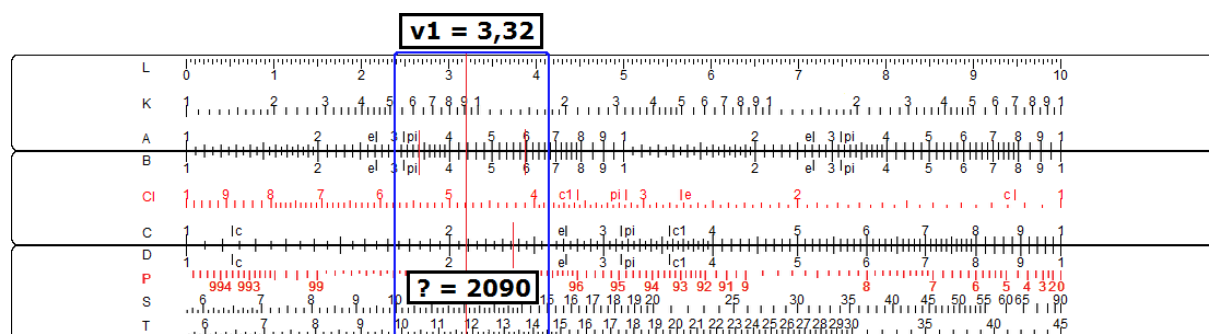 v1 = 3,32
L 0 1 2 3 4 5 6 7 8 9 10
K 1 2 3 4 5 6 7 8 9 1 2 3 4 5 6 7 8 9 1 2 3 4 5 6 7 8 9 1
A 1 2 e 3 pi 4 5 6 7 8 9 1 2 e 3 pi 4 5 6 7 8 9 1
B 1 2 e 3 pi 4 5 6 7 8 9 1 2 e 3 pi 4 5 6 7 8 9 1
CI 1 9 8 7 6 5 4 c1 pi 3 e 2 c 1
C 1 c 2 e 3 pi c1 4 5 6 7 8 9 1
D 1 c 2 e 3 pi c1 4 5 6 7 8 9 1
P 994 993 99 96 95 94 93 92 91 9 8 7 6 5 4 3 2 0
? = 2090
S 6 7 8 9 10 15 16 17 18 19 20 25 30 35 40 45 50 55 60 65 90
T 6 7 8 9 10 11 12 13 14 15 16 17 18 19 20 21 22 23 24 25 26 27 28 29 30 35 40 45